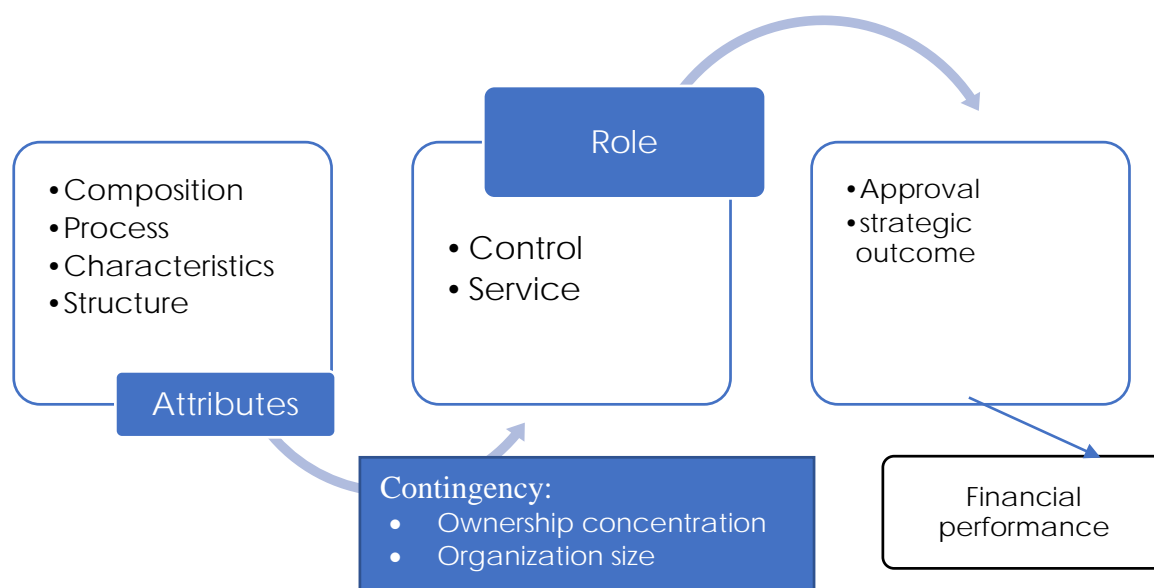 •Composition
•Process
•Characteristics
•Structure
Attributes
Role
• Control
• Service
•Approval
•strategic
outcome
Contingency:
• Ownership concentration
• Organization size
Financial
performance